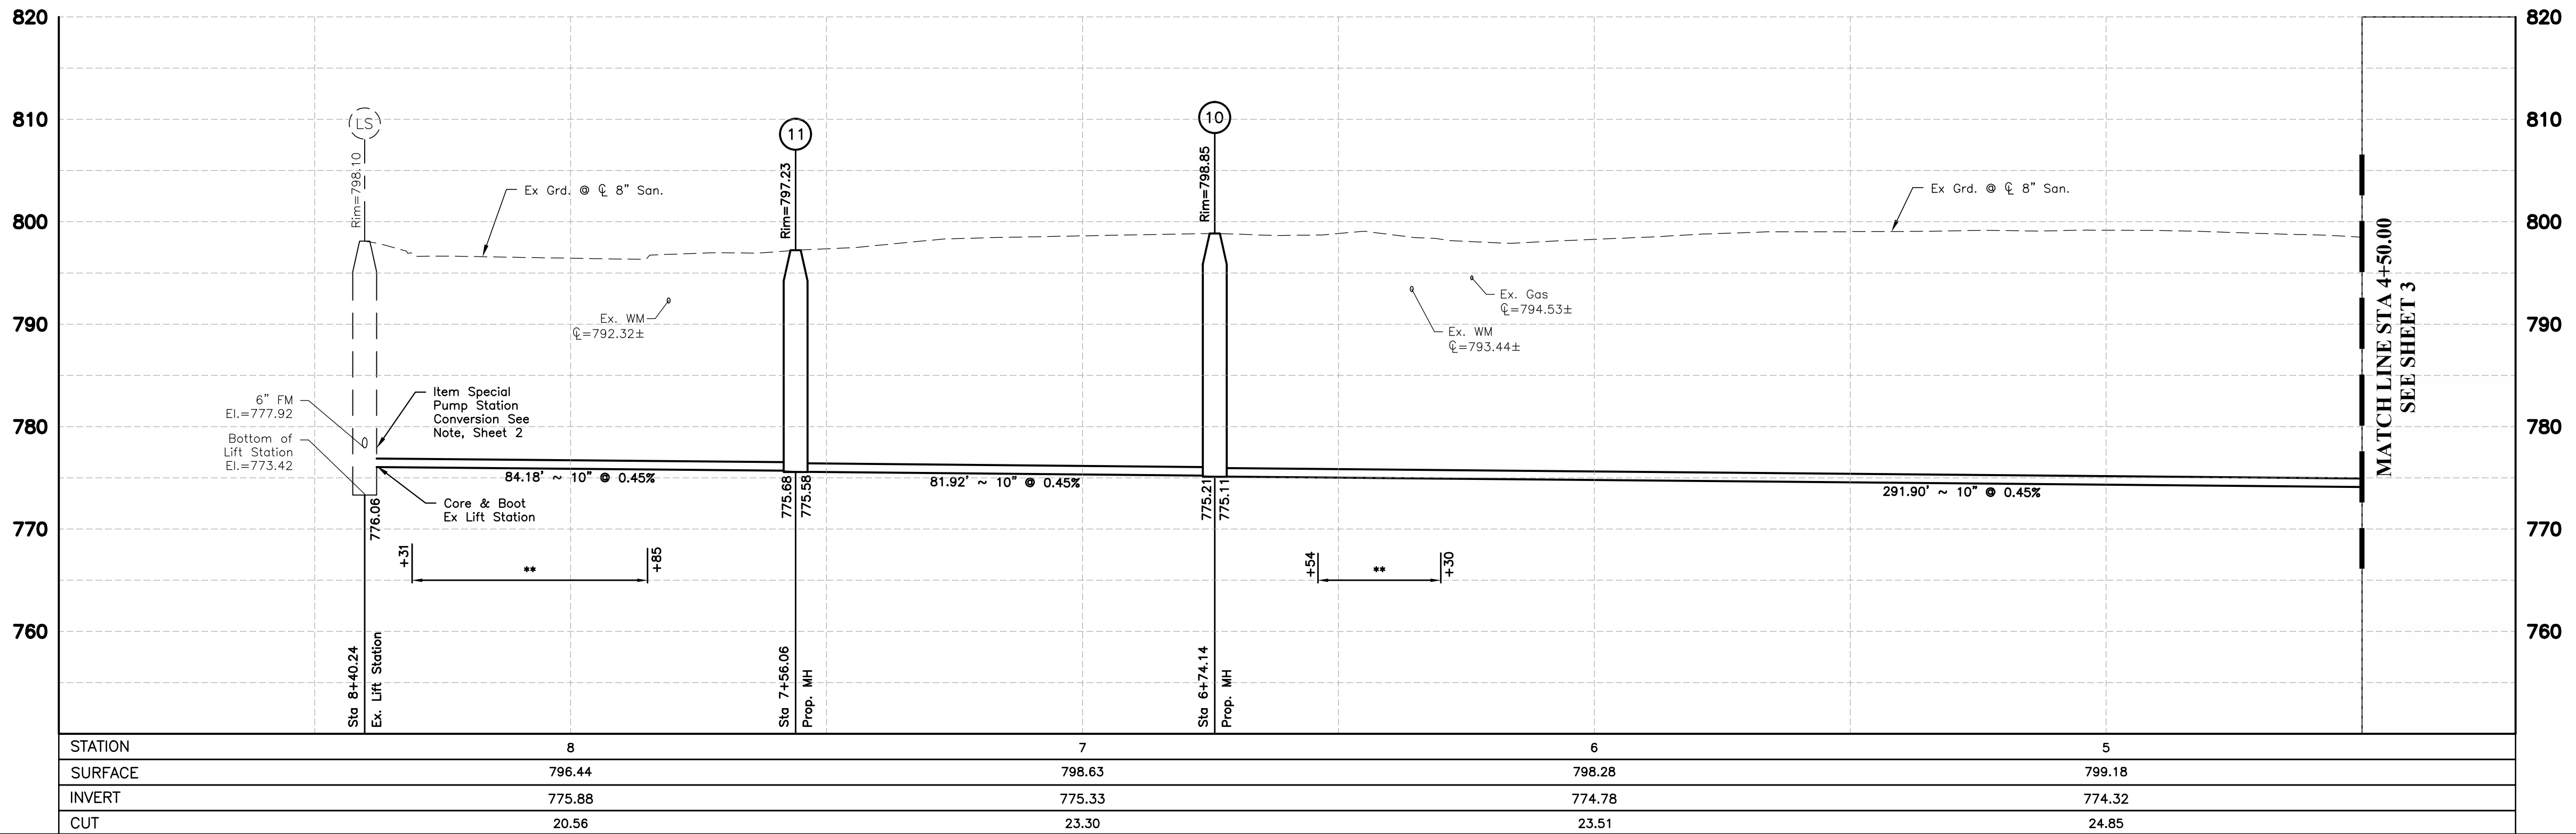 820
820
810
810
800
800
790
790
780
780
770
770
760
760
LS
Rim=798.10
11
Rim=797.23
10
Rim=798.85
Ex Grd. @ ℄ 8" San.
Ex Grd. @ ℄ 8" San.
Ex. WM
℄=792.32±
Ex. Gas
℄=794.53±
Ex. WM
℄=793.44±
MATCH LINE STA 4+50.00
SEE SHEET 3
6" FM
El.=777.92
Bottom of
Lift Station
El.=773.42
Item Special
Pump Station
Conversion See
Note, Sheet 2
84.18' ~ 10" @ 0.45%
81.92' ~ 10" @ 0.45%
291.90' ~ 10" @ 0.45%
Core & Boot
Ex Lift Station
776.06
775.68
775.58
775.21
775.11
+31
**
+85
+54
**
+30
Sta 8+40.24
Ex. Lift Station
Sta 7+56.06
Prop. MH
Sta 6+74.14
Prop. MH
STATION 8 7 6 5
SURFACE 796.44 798.63 798.28 799.18
INVERT 775.88 775.33 774.78 774.32
CUT 20.56 23.30 23.51 24.85